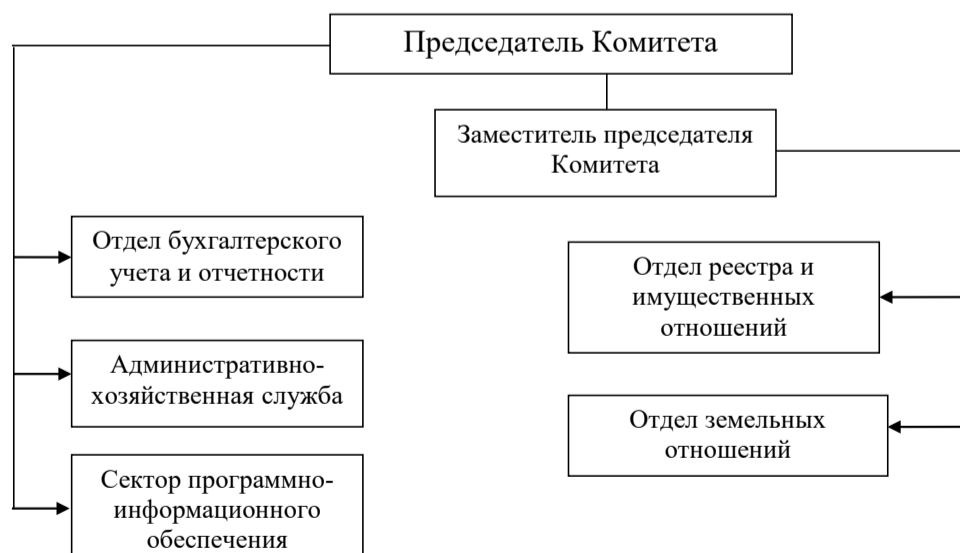 Председатель Комитета
Заместитель председателя
Комитета
Отдел бухгалтерского
учета и отчетности
Административно-
хозяйственная служба
Сектор программно-
информационного
обеспечения
Отдел реестра и
имущественных
отношений
Отдел земельных
отношений